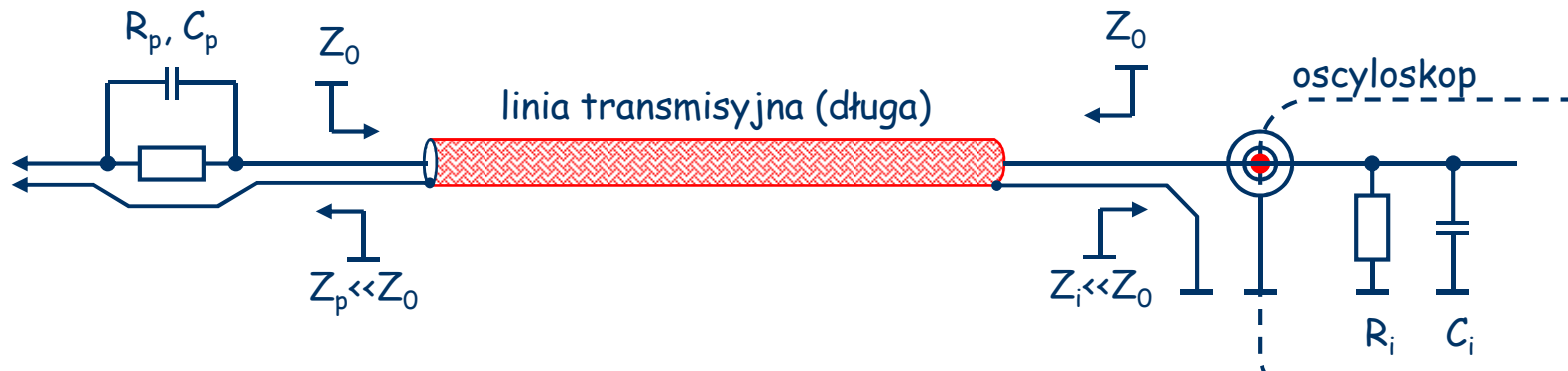 Rp, Cp
Z0
Z0
oscyloskop
linia transmisyjna (długa)
Zp<<Z0
Zi<<Z0
Ri
Ci